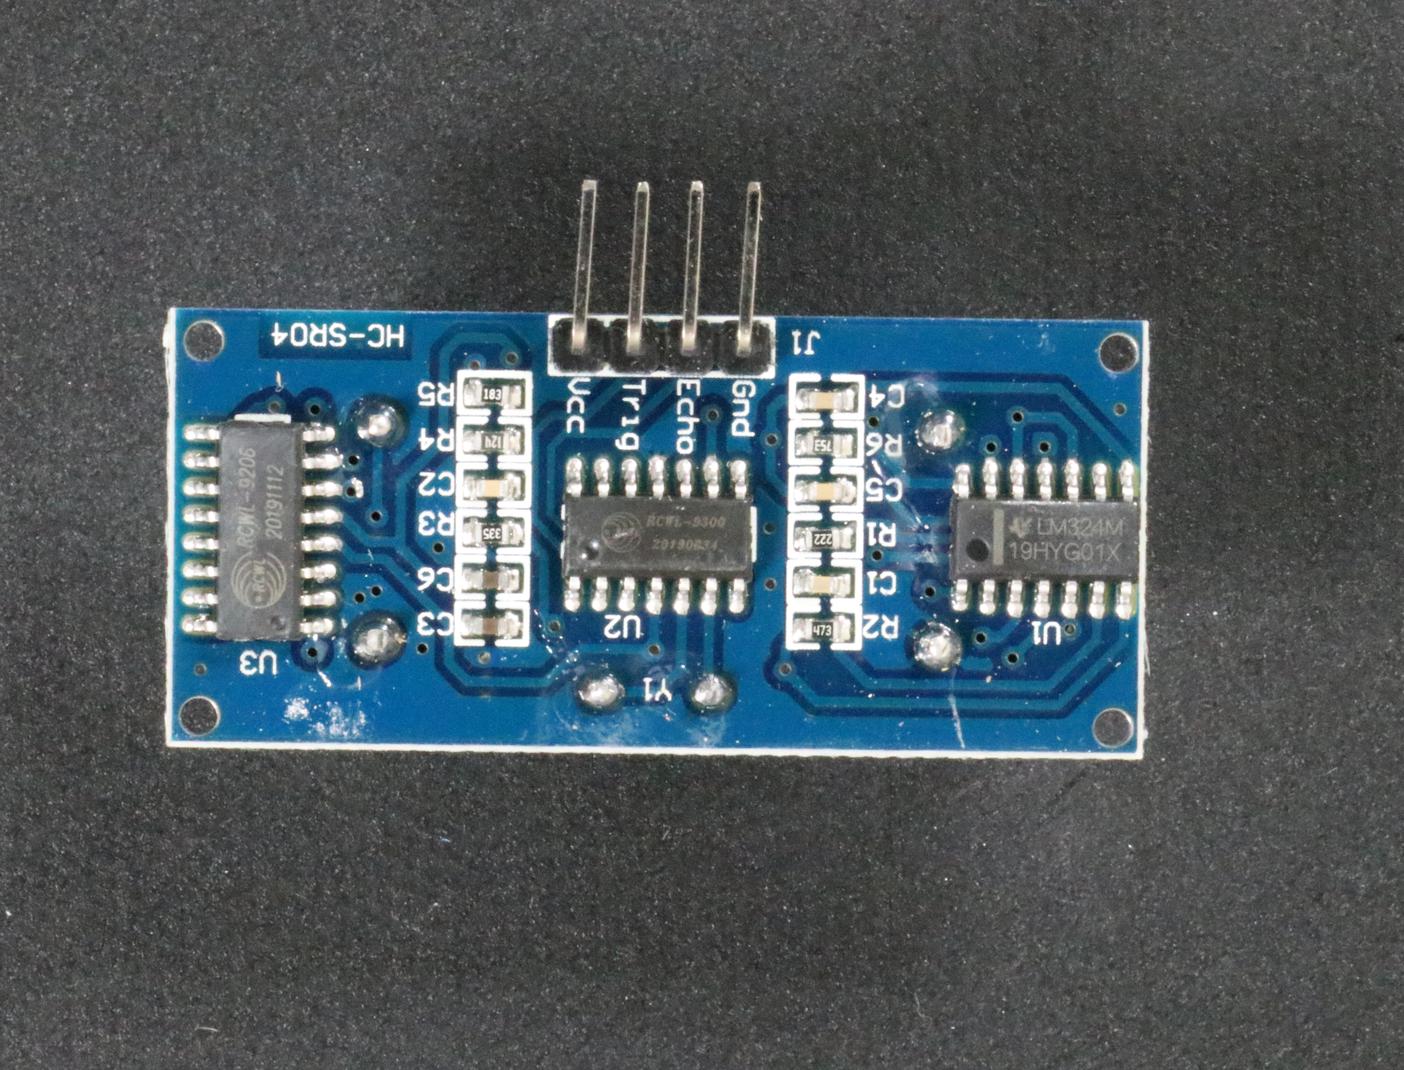 HC-SR04
J1
Vcc
Trig
Echo
Gnd
R5
183
R4
124
C2
R3
335
C6
C3
C4
R6
753
C5
R1
222
C1
R2
473
RCWL-9206
20191112
RCWL
U3
RCWL-9300
U2
LM324M
19HYG01X
U1
Y1